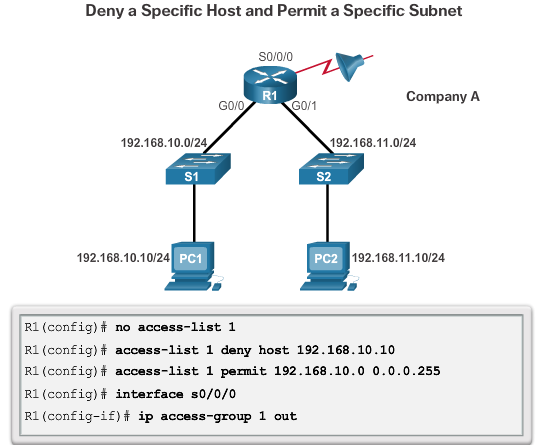 Deny a Specific Host and Permit a Specific Subnet
S0/0/0
R1
Company A
G0/0
G0/1
192.168.10.0/24
192.168.11.0/24
S1
S2
192.168.10.10/24
PC1
PC2
192.168.11.10/24
R1(config)# no access-list 1
R1(config)# access-list 1 deny host 192.168.10.10
R1(config)# access-list 1 permit 192.168.10.0 0.0.0.255
R1(config)# interface s0/0/0
R1(config-if)# ip access-group 1 out